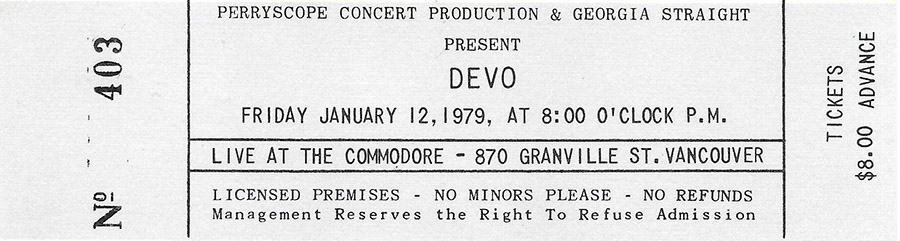 Nº 403
PERRYSCOPE CONCERT PRODUCTION & GEORGIA STRAIGHT
PRESENT
DEVO
FRIDAY JANUARY 12, 1979, AT 8:00 O'CLOCK P.M.
LIVE AT THE COMMODORE - 870 GRANVILLE ST. VANCOUVER
LICENSED PREMISES - NO MINORS PLEASE - NO REFUNDS
Management Reserves the Right To Refuse Admission
TICKETS
$8.00 ADVANCE